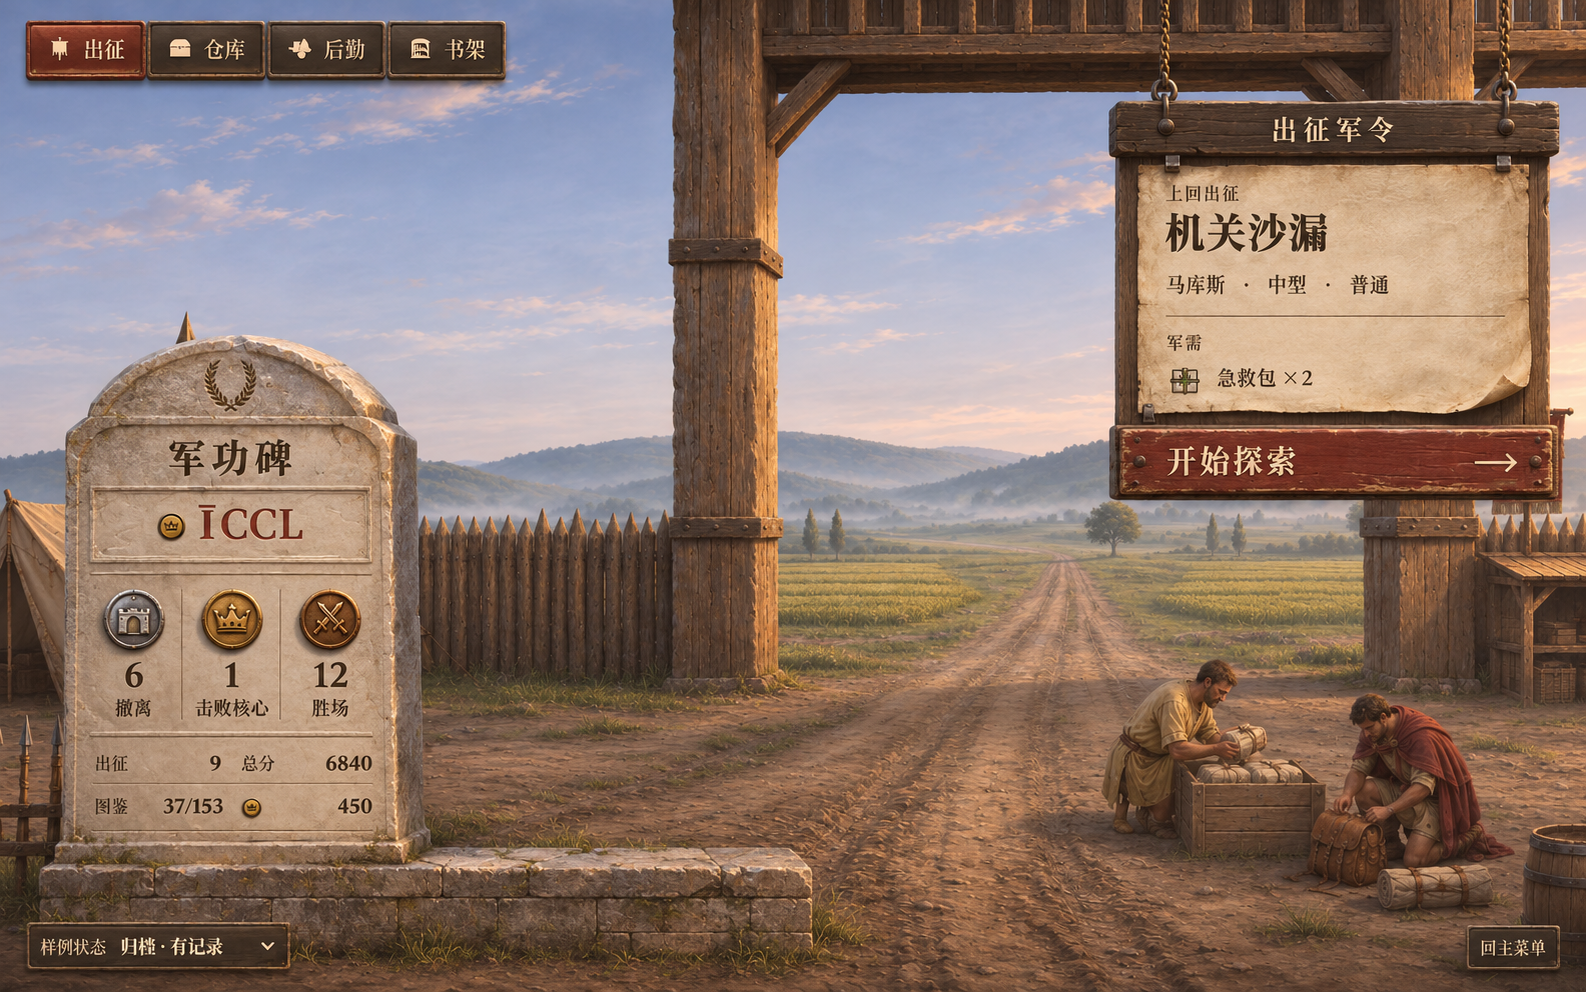 出征
仓库
后勤
书架
出征军令
上回出征
机关沙漏
马库斯 · 中型 · 普通
军需
急救包 ×2
开始探索 →
军功碑
ĪCCL
6
撤离
1
击败核心
12
胜场
出征 9 总分 6840
图鉴 37/153 450
样例状态 归档 · 有记录
回主菜单